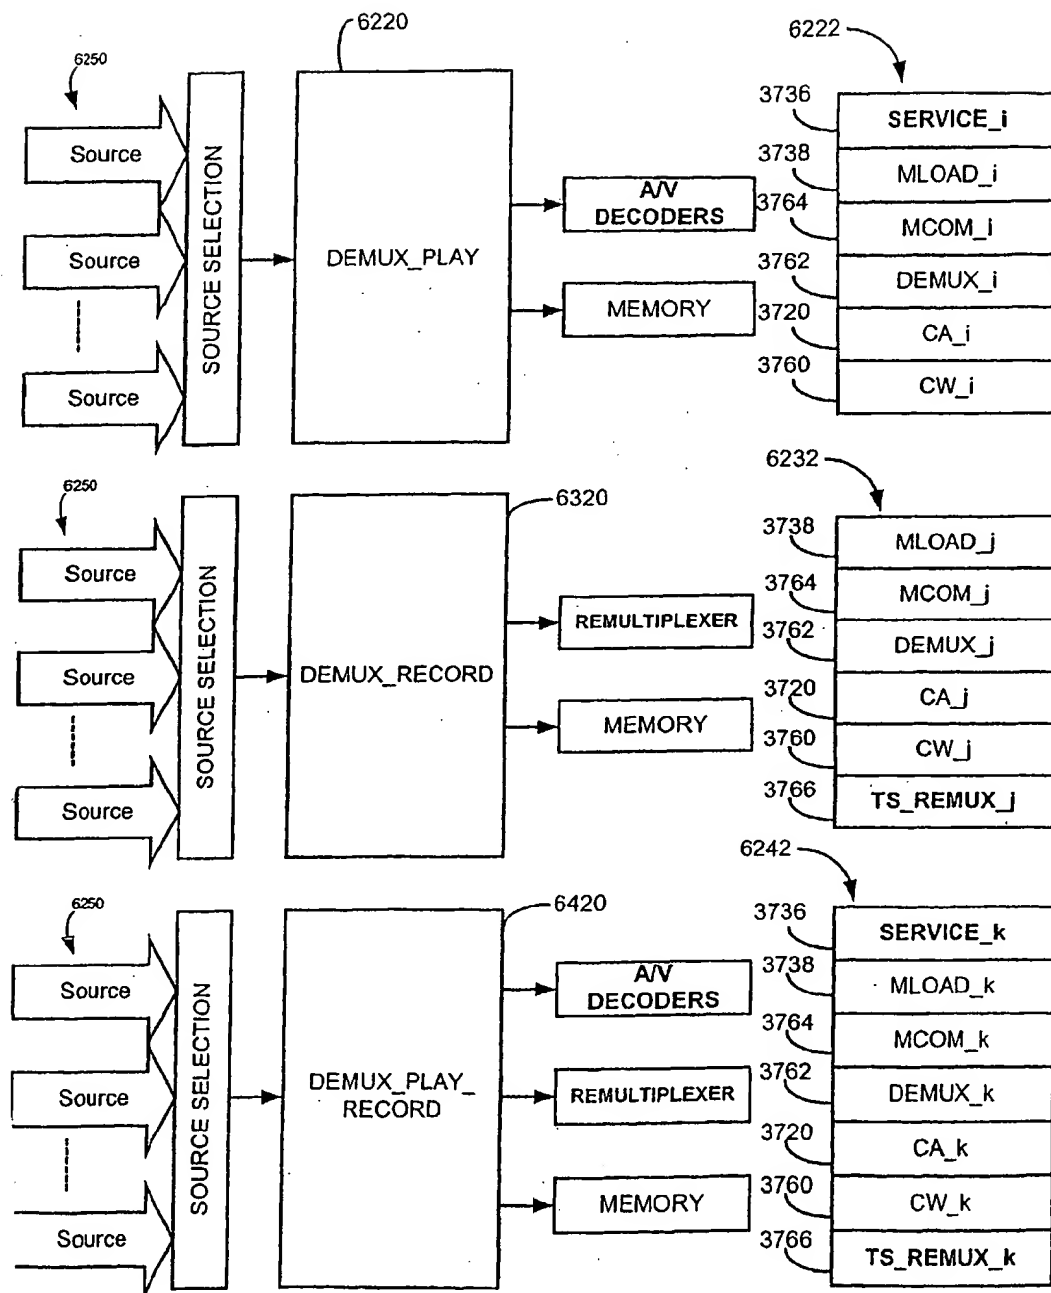 6220
6250
6222
Source
Source
Source
SOURCE SELECTION
DEMUX_PLAY
A/V
DECODERS
MEMORY
3736
SERVICE_i
3738
MLOAD_i
3764
MCOM_i
3762
DEMUX_i
3720
CA_i
3760
CW_i
6250
6320
6232
Source
Source
Source
SOURCE SELECTION
DEMUX_RECORD
REMULTIPLEXER
MEMORY
3738
MLOAD_j
3764
MCOM_j
3762
DEMUX_j
3720
CA_j
3760
CW_j
3766
TS_REMUX_j
6250
6420
6242
Source
Source
Source
SOURCE SELECTION
DEMUX_PLAY_
RECORD
A/V
DECODERS
REMULTIPLEXER
MEMORY
3736
SERVICE_k
3738
MLOAD_k
3764
MCOM_k
3762
DEMUX_k
3720
CA_k
3760
CW_k
3766
TS_REMUX_k